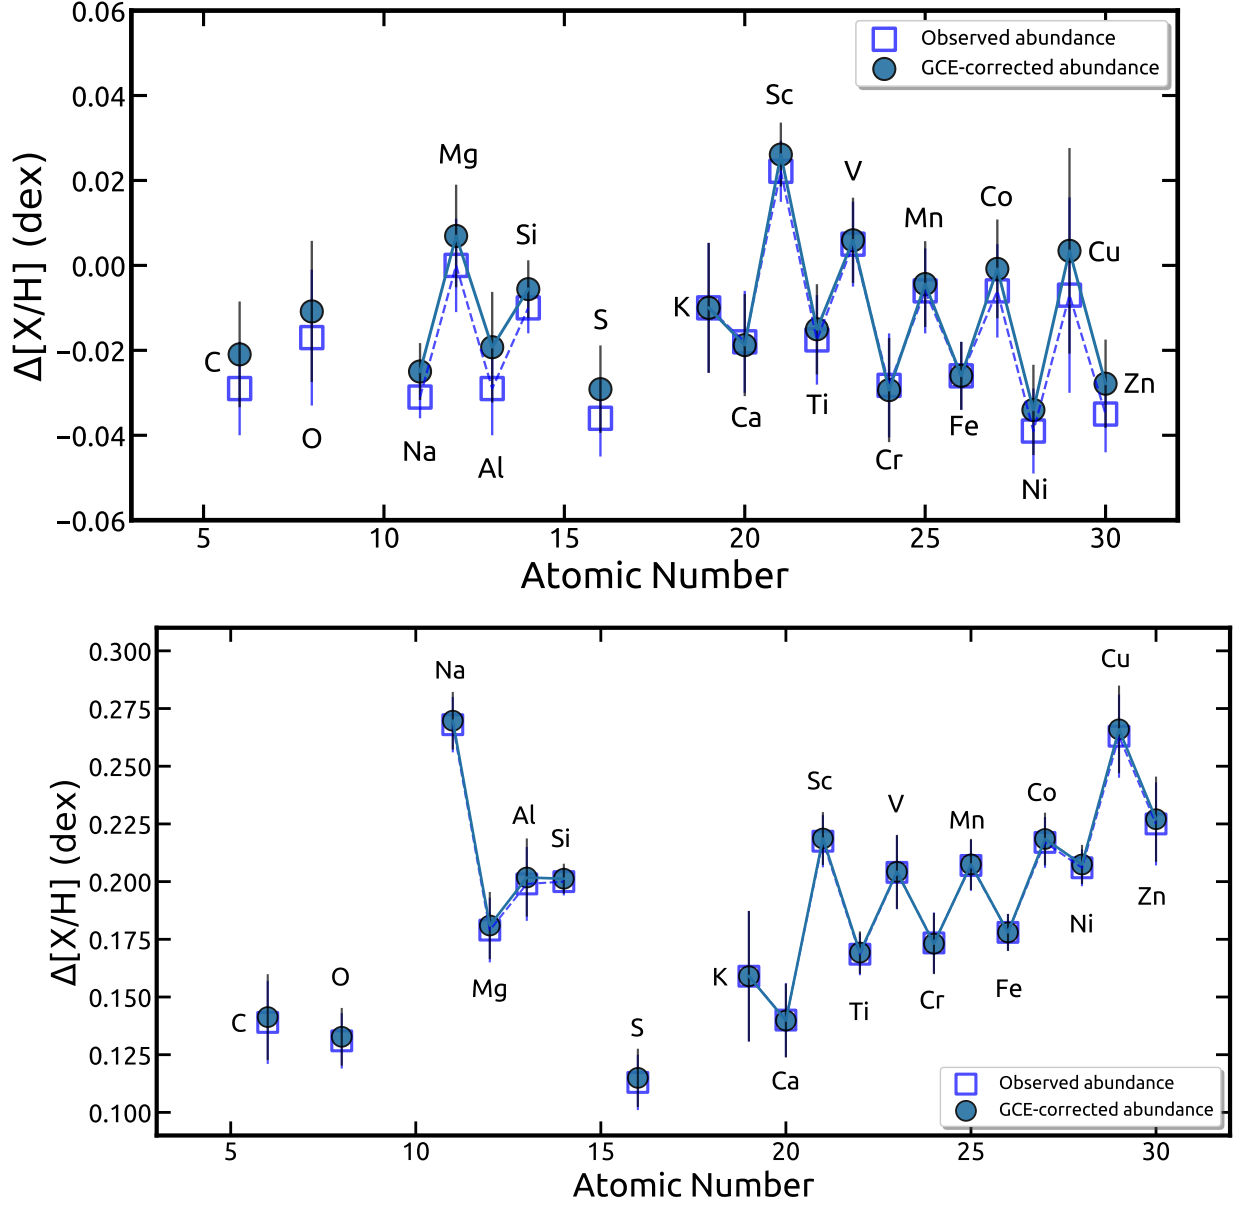 0.06
0.04
0.02
0.00
−0.02
−0.04
−0.06
Δ[X/H] (dex)
Observed abundance
GCE-corrected abundance
C
O
Na
Mg
Al
Si
S
K
Ca
Sc
Ti
V
Cr
Mn
Fe
Co
Ni
Cu
Zn
5 10 15 20 25 30
Atomic Number
0.300
0.275
0.250
0.225
0.200
0.175
0.150
0.125
0.100
Δ[X/H] (dex)
C
O
Na
Mg
Al
Si
S
K
Ca
Sc
Ti
V
Cr
Mn
Fe
Co
Ni
Cu
Zn
Observed abundance
GCE-corrected abundance
5 10 15 20 25 30
Atomic Number